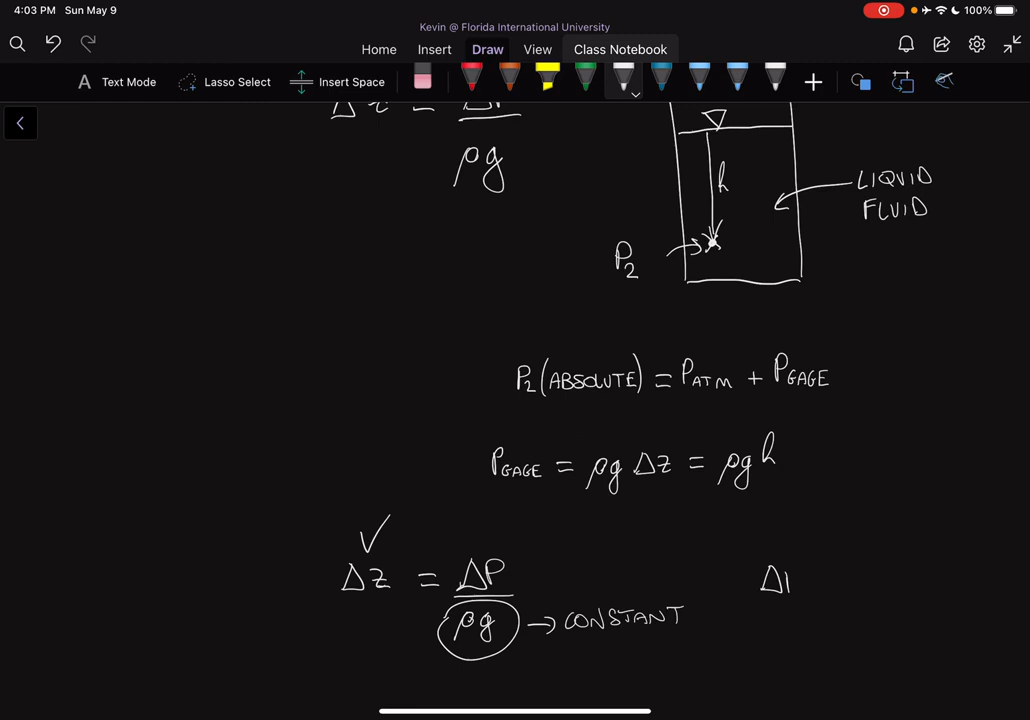 4:03 PM Sun May 9
100%
Kevin @ Florida International University
Home Insert Draw View Class Notebook
Text Mode Lasso Select Insert Space
Δz = ΔP
ρg
h
LIQUID
FLUID
P2
P2 (ABSOLUTE) = PATM + PGAGE
PGAGE = ρg Δz = ρg h
Δz = ΔP
ρg → CONSTANT